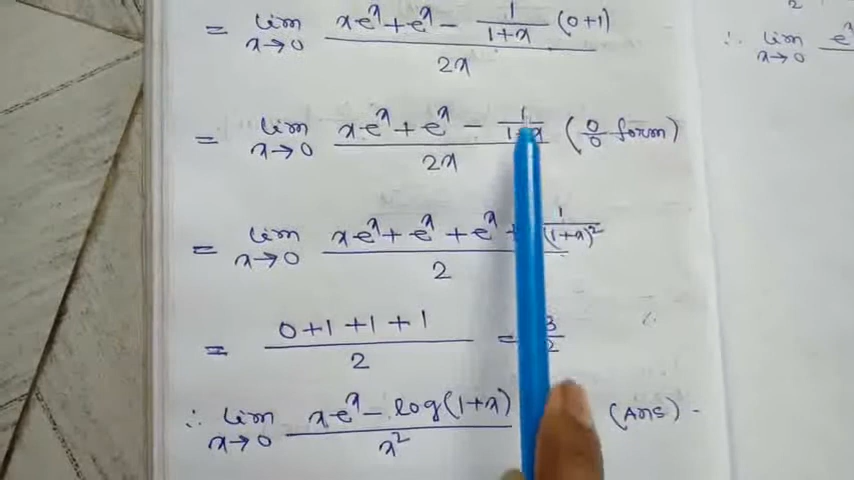 = lim x→0 (xe^x + e^x - 1/(1+x) (0+1)) / 2x
= lim x→0 (xe^x + e^x - 1/(1+x)) / 2x (0/0 form)
= lim x→0 (xe^x + e^x + e^x + 1/(1+x)^2) / 2
= (0+1+1+1) / 2 = 3/2
∴ lim x→0 (xe^x - log(1+x)) / x^2 (Ans) -
2
∴ lim x→0 e^x